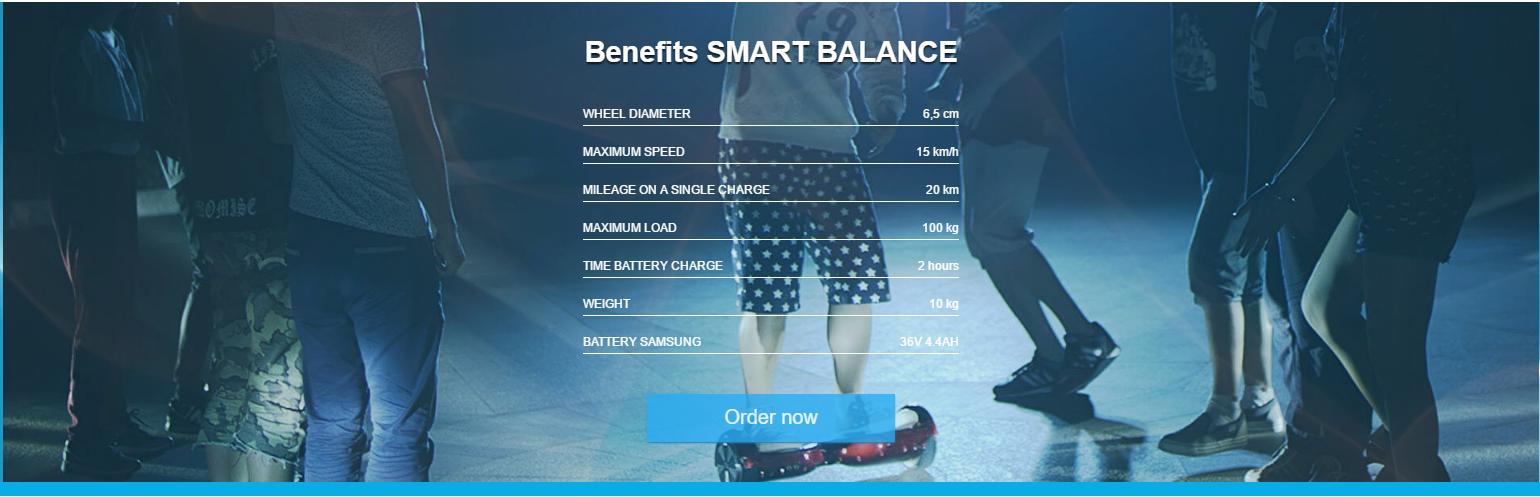 Benefits SMART BALANCE
WHEEL DIAMETER 6,5 cm
MAXIMUM SPEED 15 km/h
MILEAGE ON A SINGLE CHARGE 20 km
MAXIMUM LOAD 100 kg
TIME BATTERY CHARGE 2 hours
WEIGHT 10 kg
BATTERY SAMSUNG 36V 4.4AH
Order now